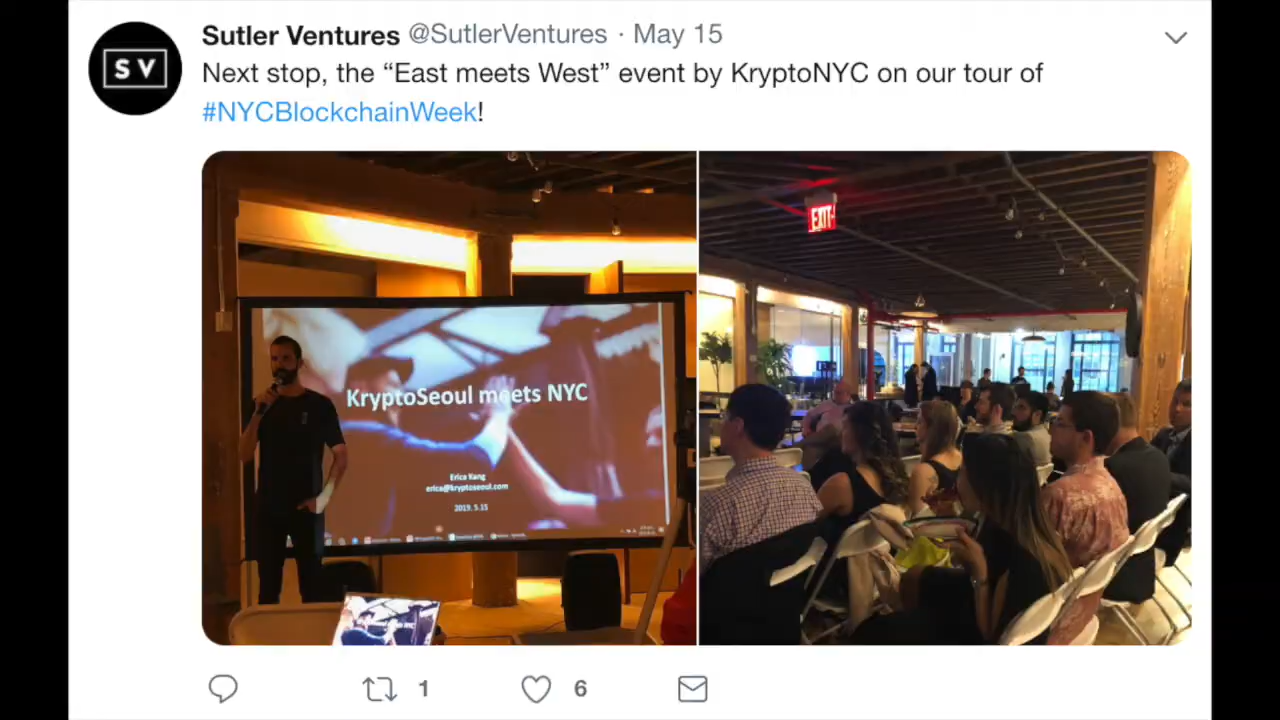 SV
Sutler Ventures @SutlerVentures · May 15
Next stop, the “East meets West” event by KryptoNYC on our tour of
#NYCBlockchainWeek!
EXIT
KryptoSeoul meets NYC
Erica Kang
erica@kryptoseoul.com
2019. 5.15
1
6